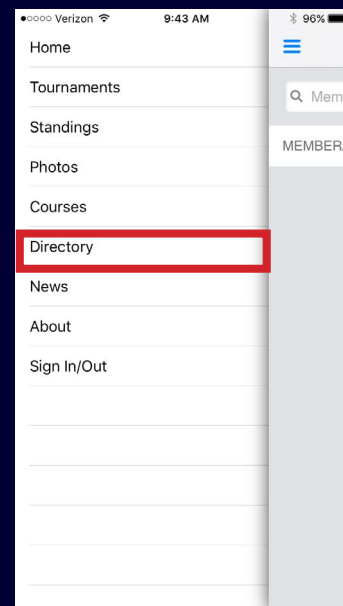 Verizon 9:43 AM 96%
Home
Tournaments
Mem
Standings
MEMBER
Photos
Courses
Directory
News
About
Sign In/Out